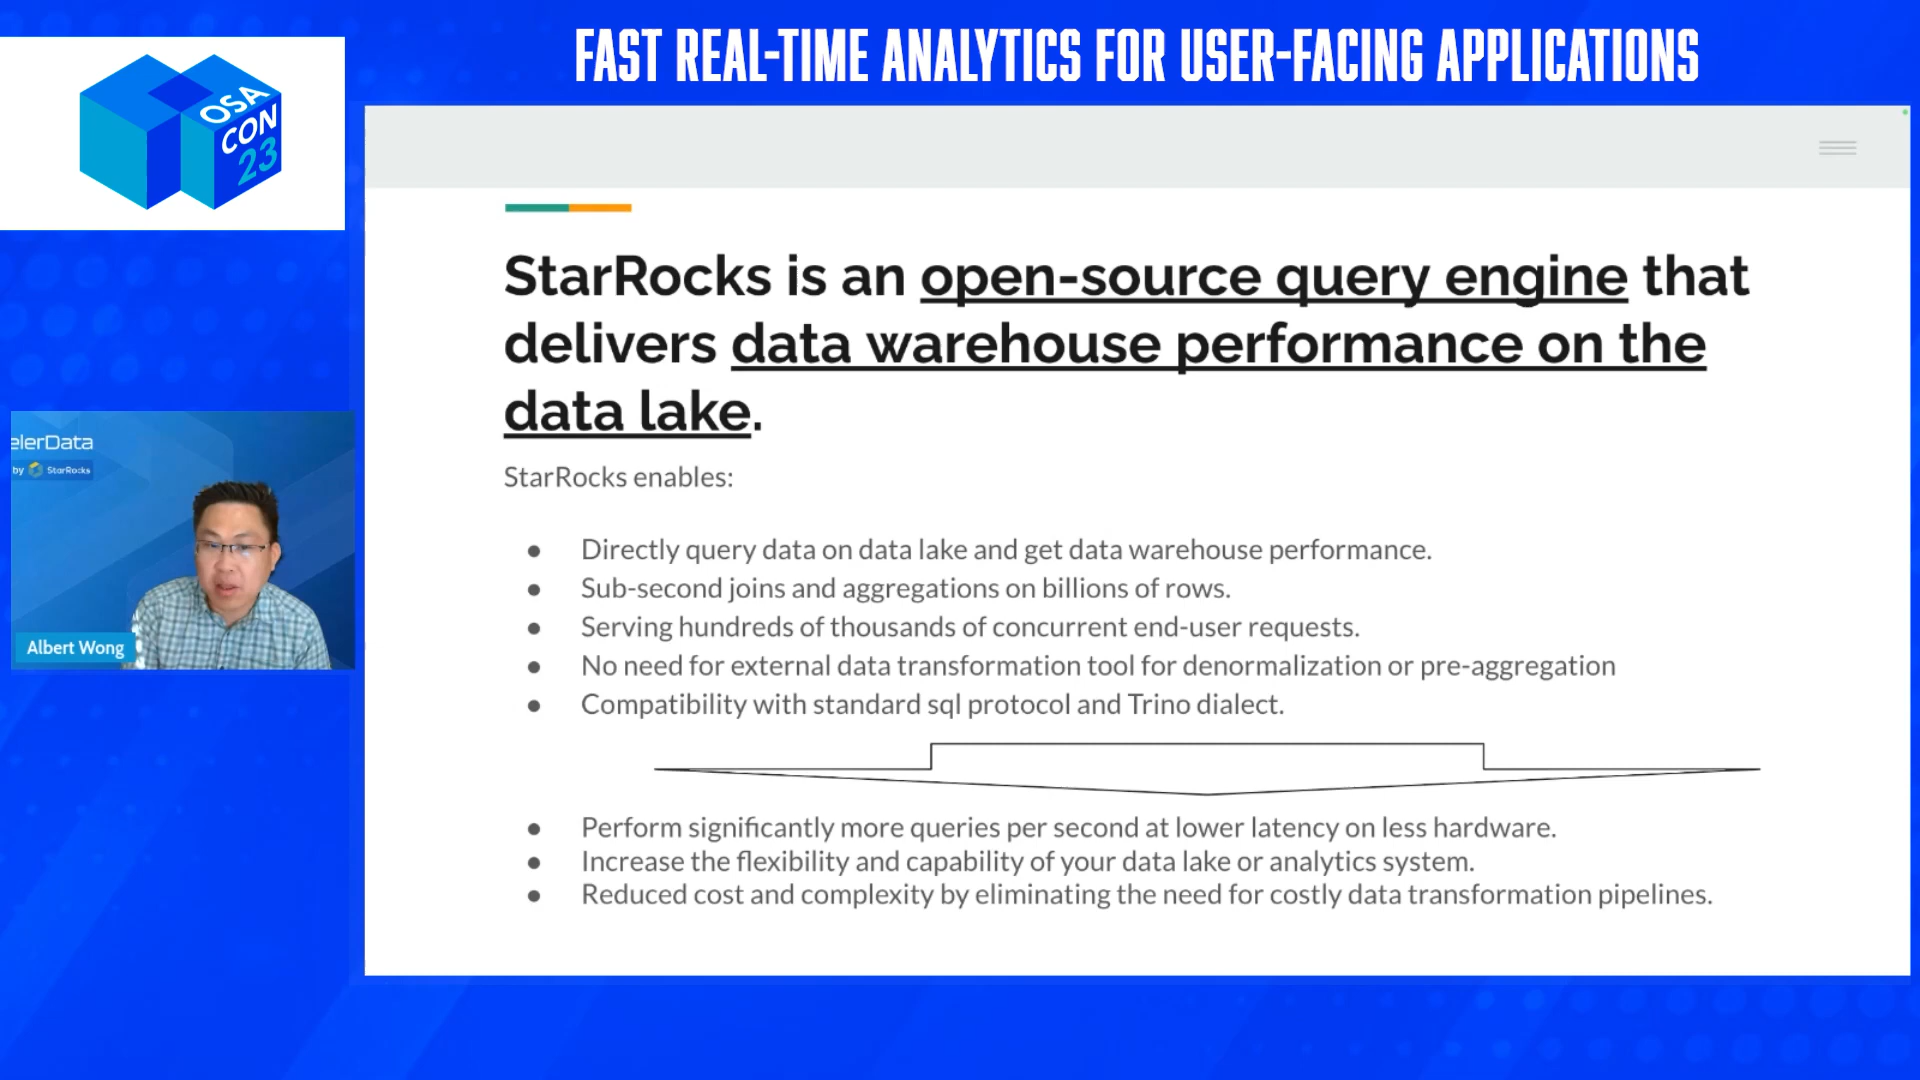 FAST REAL-TIME ANALYTICS FOR USER-FACING APPLICATIONS
OSA
CON
23
StarRocks is an open-source query engine that
delivers data warehouse performance on the
data lake.
StarRocks enables:
● Directly query data on data lake and get data warehouse performance.
● Sub-second joins and aggregations on billions of rows.
● Serving hundreds of thousands of concurrent end-user requests.
● No need for external data transformation tool for denormalization or pre-aggregation
● Compatibility with standard sql protocol and Trino dialect.
● Perform significantly more queries per second at lower latency on less hardware.
● Increase the flexibility and capability of your data lake or analytics system.
● Reduced cost and complexity by eliminating the need for costly data transformation pipelines.
elerData
by StarRocks
Albert Wong